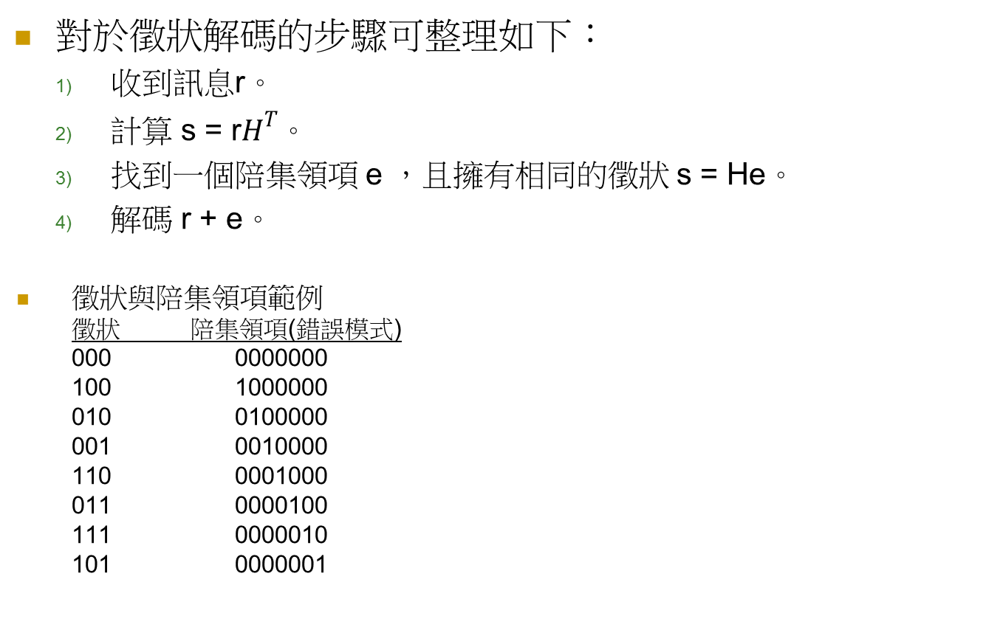 對於徵狀解碼的步驟可整理如下：
1) 收到訊息r。
2) 計算 s = rH^T。
3) 找到一個陪集領項 e ，且擁有相同的徵狀 s = He。
4) 解碼 r + e。
徵狀與陪集領項範例
徵狀 陪集領項(錯誤模式)
000 0000000
100 1000000
010 0100000
001 0010000
110 0001000
011 0000100
111 0000010
101 0000001